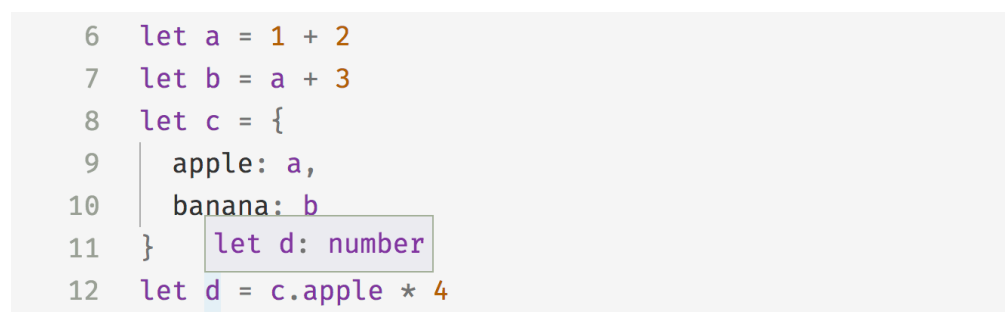 6 let a = 1 + 2
7 let b = a + 3
8 let c = {
9 apple: a,
10 banana: b
11 }
let d: number
12 let d = c.apple * 4